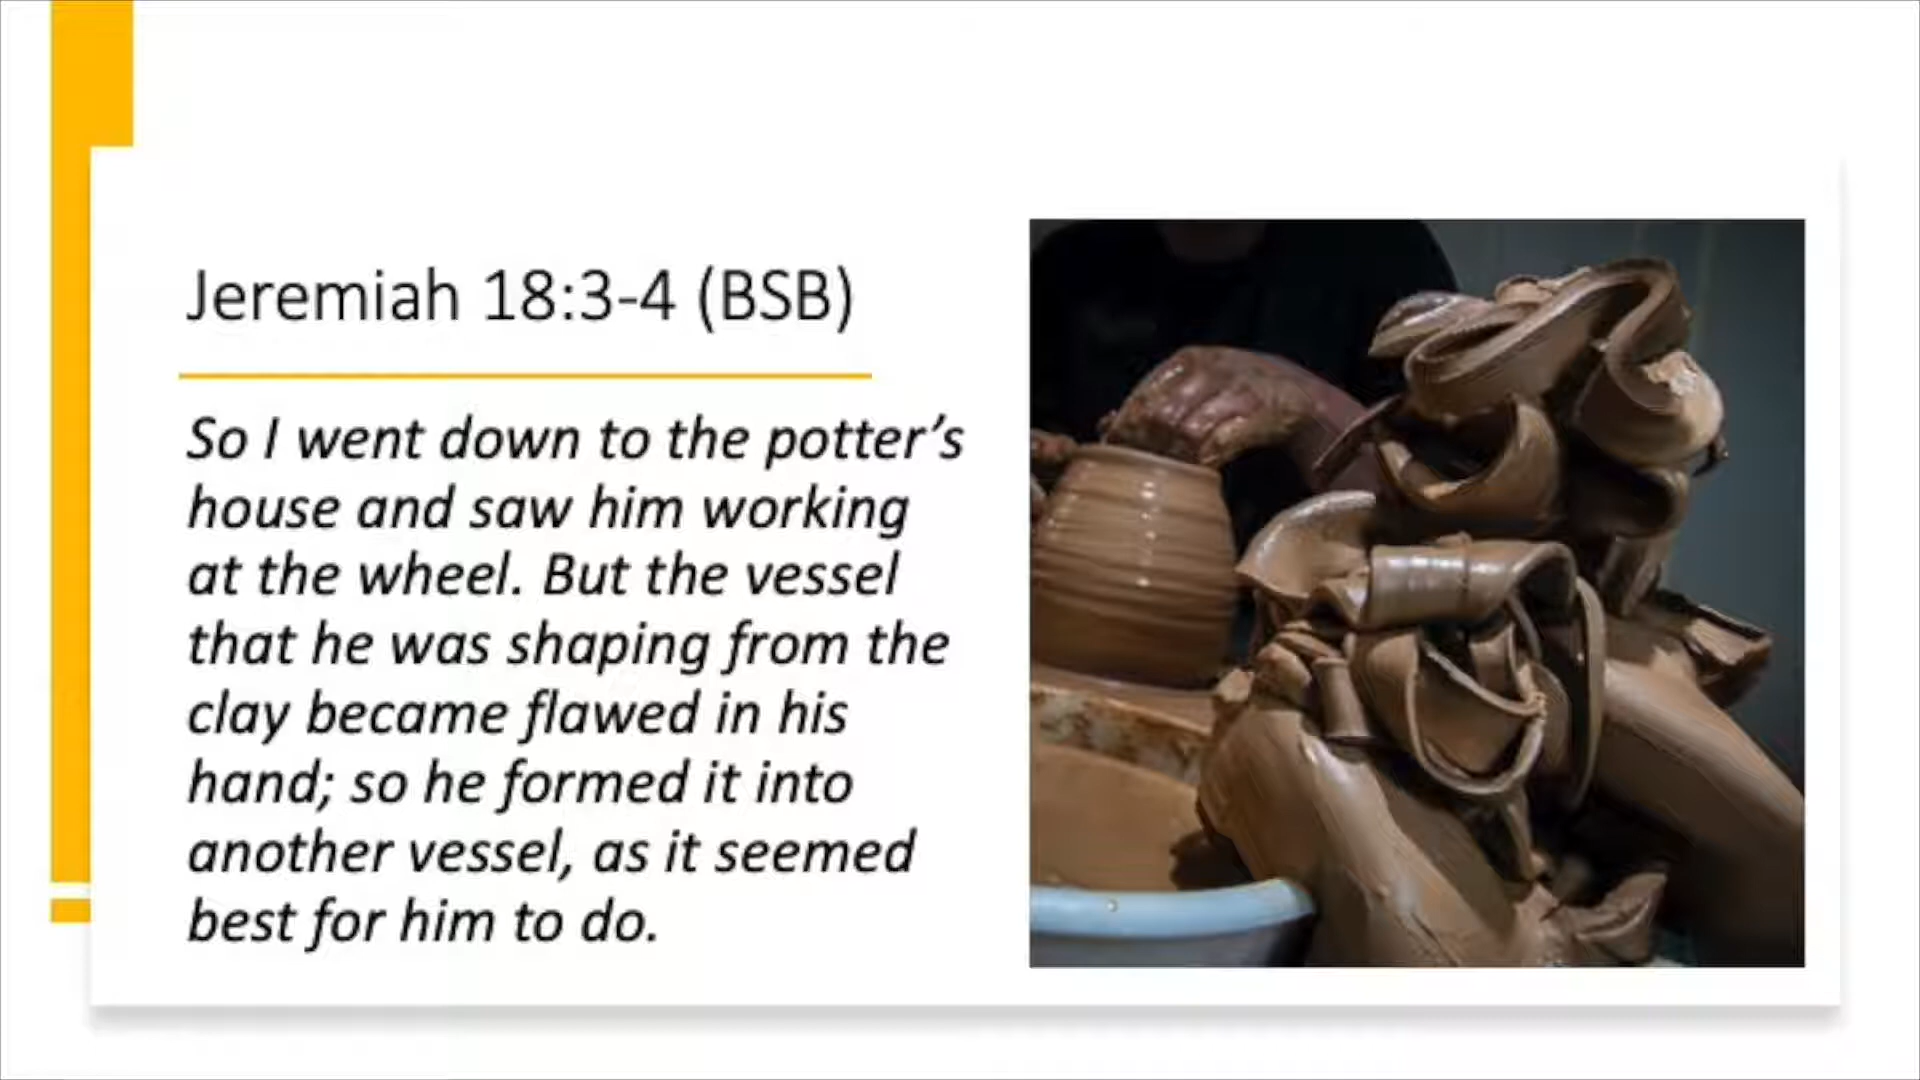 Jeremiah 18:3-4 (BSB)
So I went down to the potter’s
house and saw him working
at the wheel. But the vessel
that he was shaping from the
clay became flawed in his
hand; so he formed it into
another vessel, as it seemed
best for him to do.